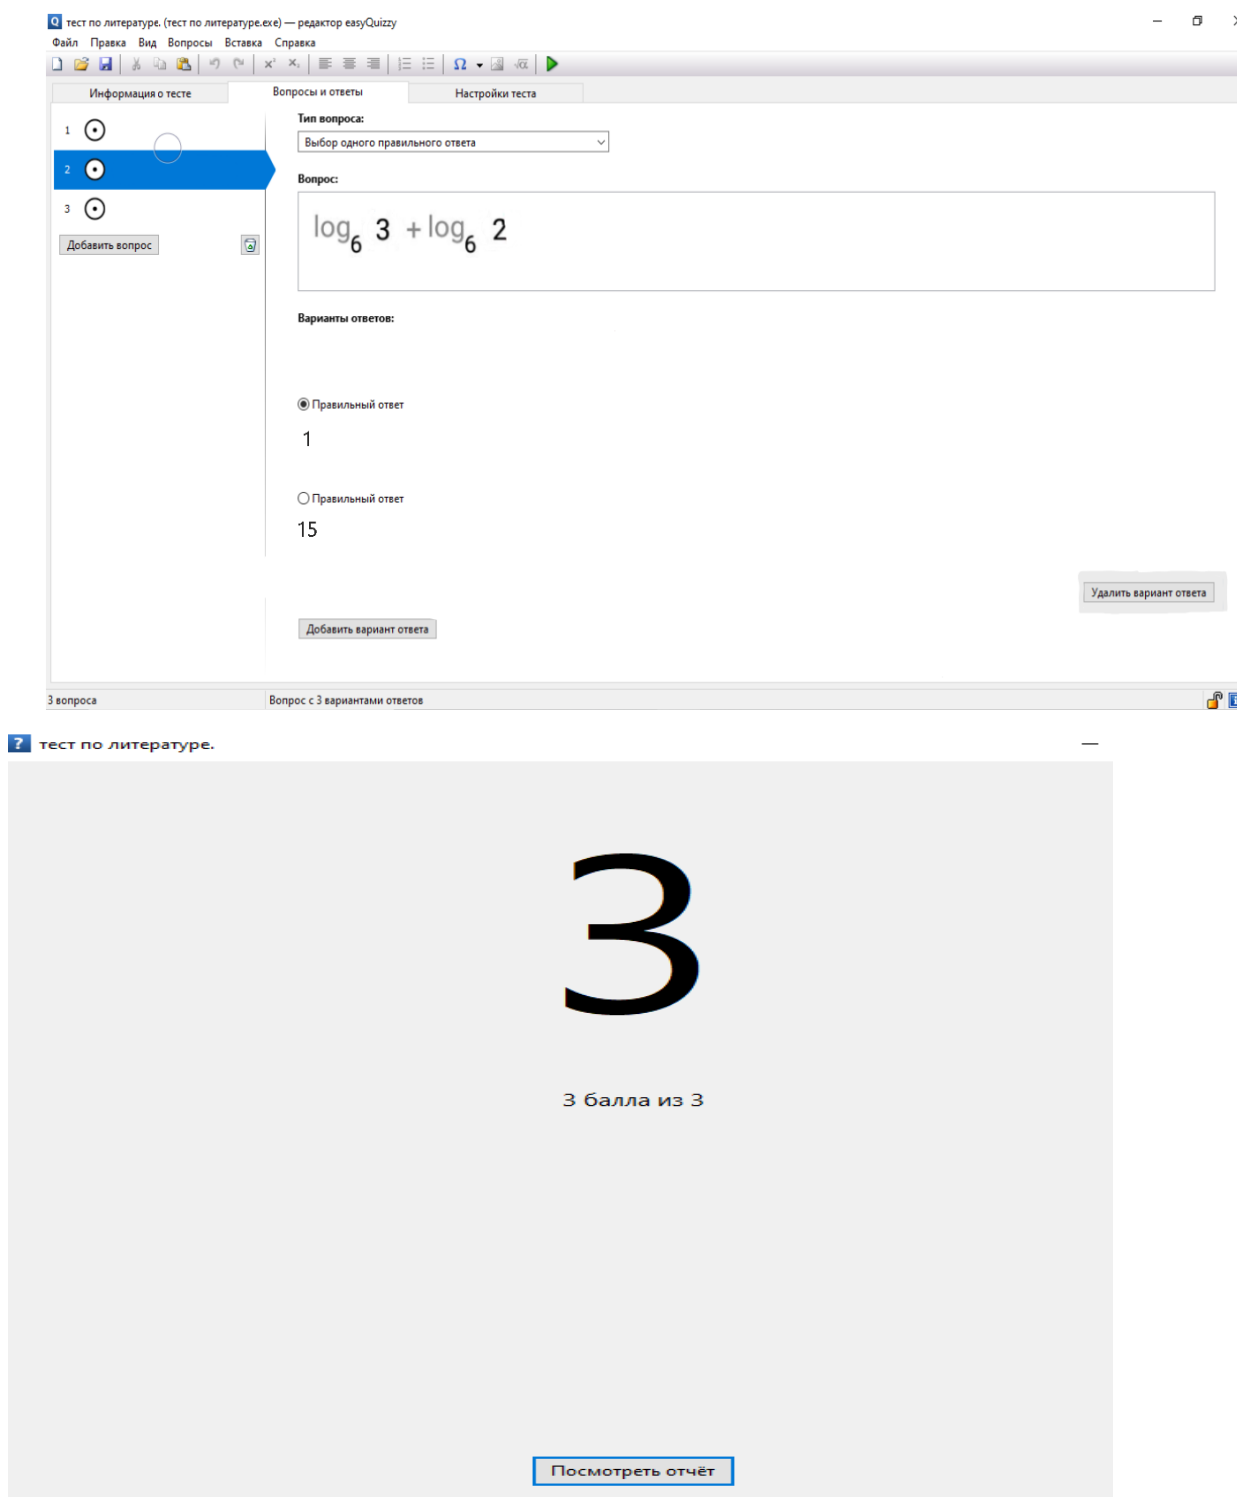 тест по литературе. (тест по литературе.exe) — редактор easyQuizzy
Файл Правка Вид Вопросы Вставка Справка
Информация о тесте Вопросы и ответы Настройки теста
Тип вопроса:
1
Выбор одного правильного ответа
2
Вопрос:
3
log₆ 3 + log₆ 2
Добавить вопрос
Варианты ответов:
Правильный ответ
1
Правильный ответ
15
Удалить вариант ответа
Добавить вариант ответа
3 вопроса Вопрос с 3 вариантами ответов
тест по литературе.
3
3 балла из 3
Посмотреть отчёт